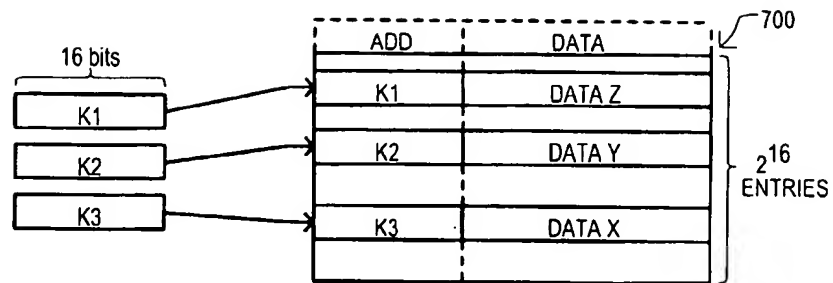 700
ADD DATA
16 bits
K1 K1 DATA Z
K2 K2 DATA Y
2^16
ENTRIES
K3 K3 DATA X